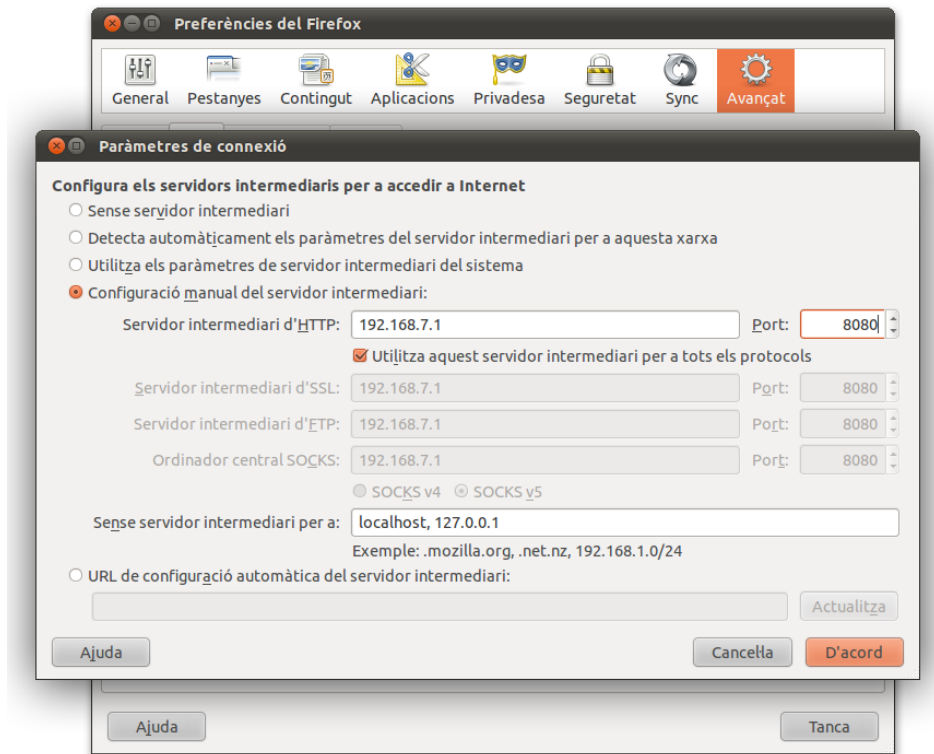 Preferències del Firefox
General Pestanyes Contingut Aplicacions Privadesa Seguretat Sync Avançat
Paràmetres de connexió
Configura els servidors intermediaris per a accedir a Internet
Sense servidor intermediari
Detecta automàticament els paràmetres del servidor intermediari per a aquesta xarxa
Utilitza els paràmetres de servidor intermediari del sistema
Configuració manual del servidor intermediari:
Servidor intermediari d'HTTP: 192.168.7.1 Port: 8080
Utilitza aquest servidor intermediari per a tots els protocols
Servidor intermediari d'SSL: 192.168.7.1 Port: 8080
Servidor intermediari d'FTP: 192.168.7.1 Port: 8080
Ordinador central SOCKS: 192.168.7.1 Port: 8080
SOCKS v4 SOCKS v5
Sense servidor intermediari per a: localhost, 127.0.0.1
Exemple: .mozilla.org, .net.nz, 192.168.1.0/24
URL de configuració automàtica del servidor intermediari:
Actualitza
Ajuda Cancel·la D'acord
Ajuda Tanca